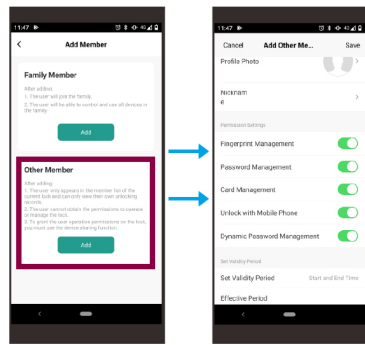 11:47
Add Member
Family Member
After adding:
1. The user will join the family.
2. The user will be able to control and use all devices in
the family.
Add
Other Member
After adding:
1. The user only appears in the member list of the
current lock and can only view their own unlocking
records.
2. The user cannot obtain the permissions to operate
or manage the lock.
3. To grant the user operation permissions on the lock,
you must use the device sharing function.
Add
11:47
Cancel Add Other Me... Save
Profile Photo
Nicknam
e
Permission Settings
Fingerprint Management
Password Management
Card Management
Unlock with Mobile Phone
Dynamic Password Management
Set Validity Period
Set Validity Period Start and End Time
Effective Period